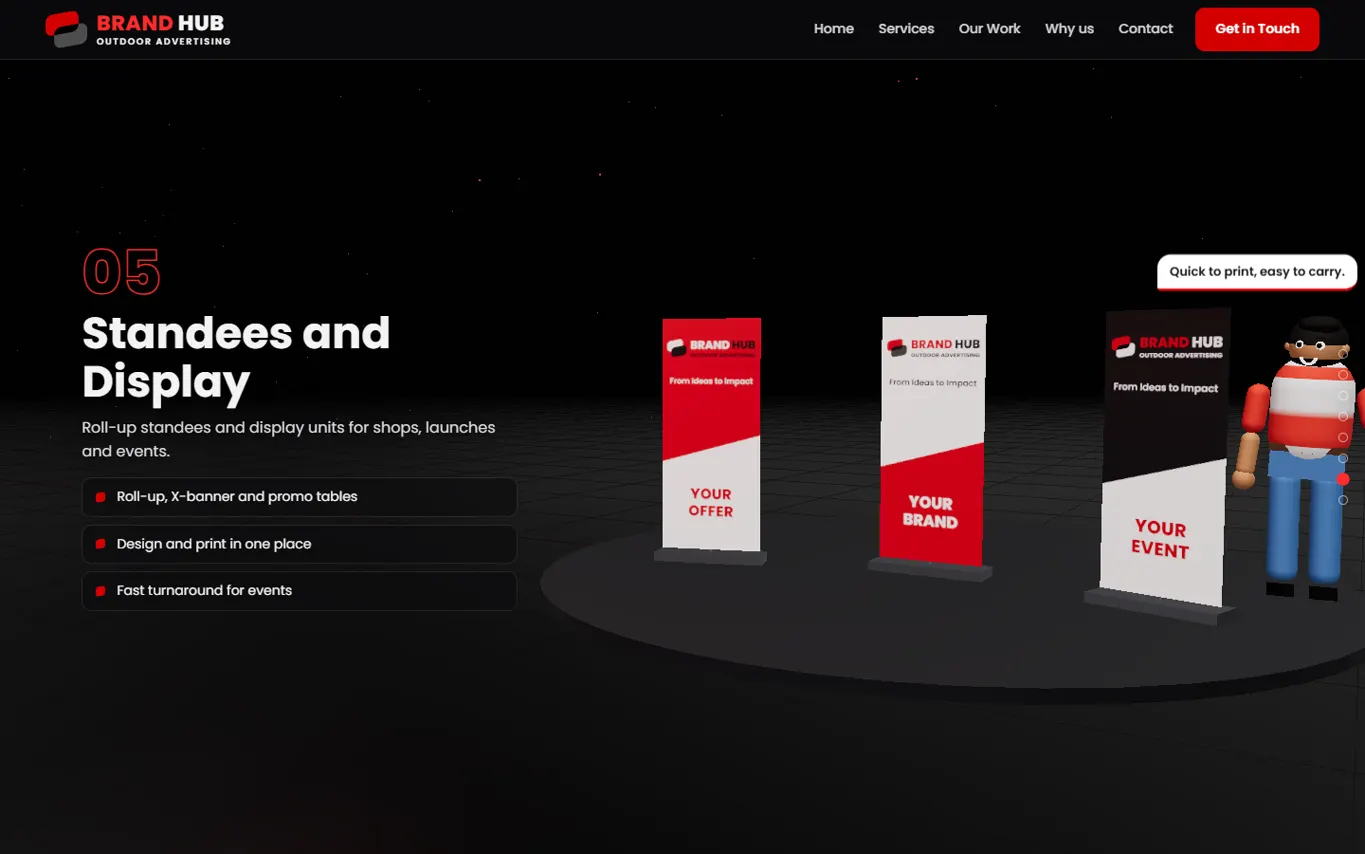 BRAND HUB
OUTDOOR ADVERTISING
Home
Services
Our Work
Why us
Contact
Get in Touch
05
Standees and
Display
Roll-up standees and display units for shops, launches
and events.
Roll-up, X-banner and promo tables
Design and print in one place
Fast turnaround for events
BRAND HUB
OUTDOOR ADVERTISING
From Ideas to Impact
YOUR
OFFER
BRAND HUB
OUTDOOR ADVERTISING
From Ideas to Impact
YOUR
BRAND
BRAND HUB
OUTDOOR ADVERTISING
From Ideas to Impact
YOUR
EVENT
Quick to print, easy to carry.